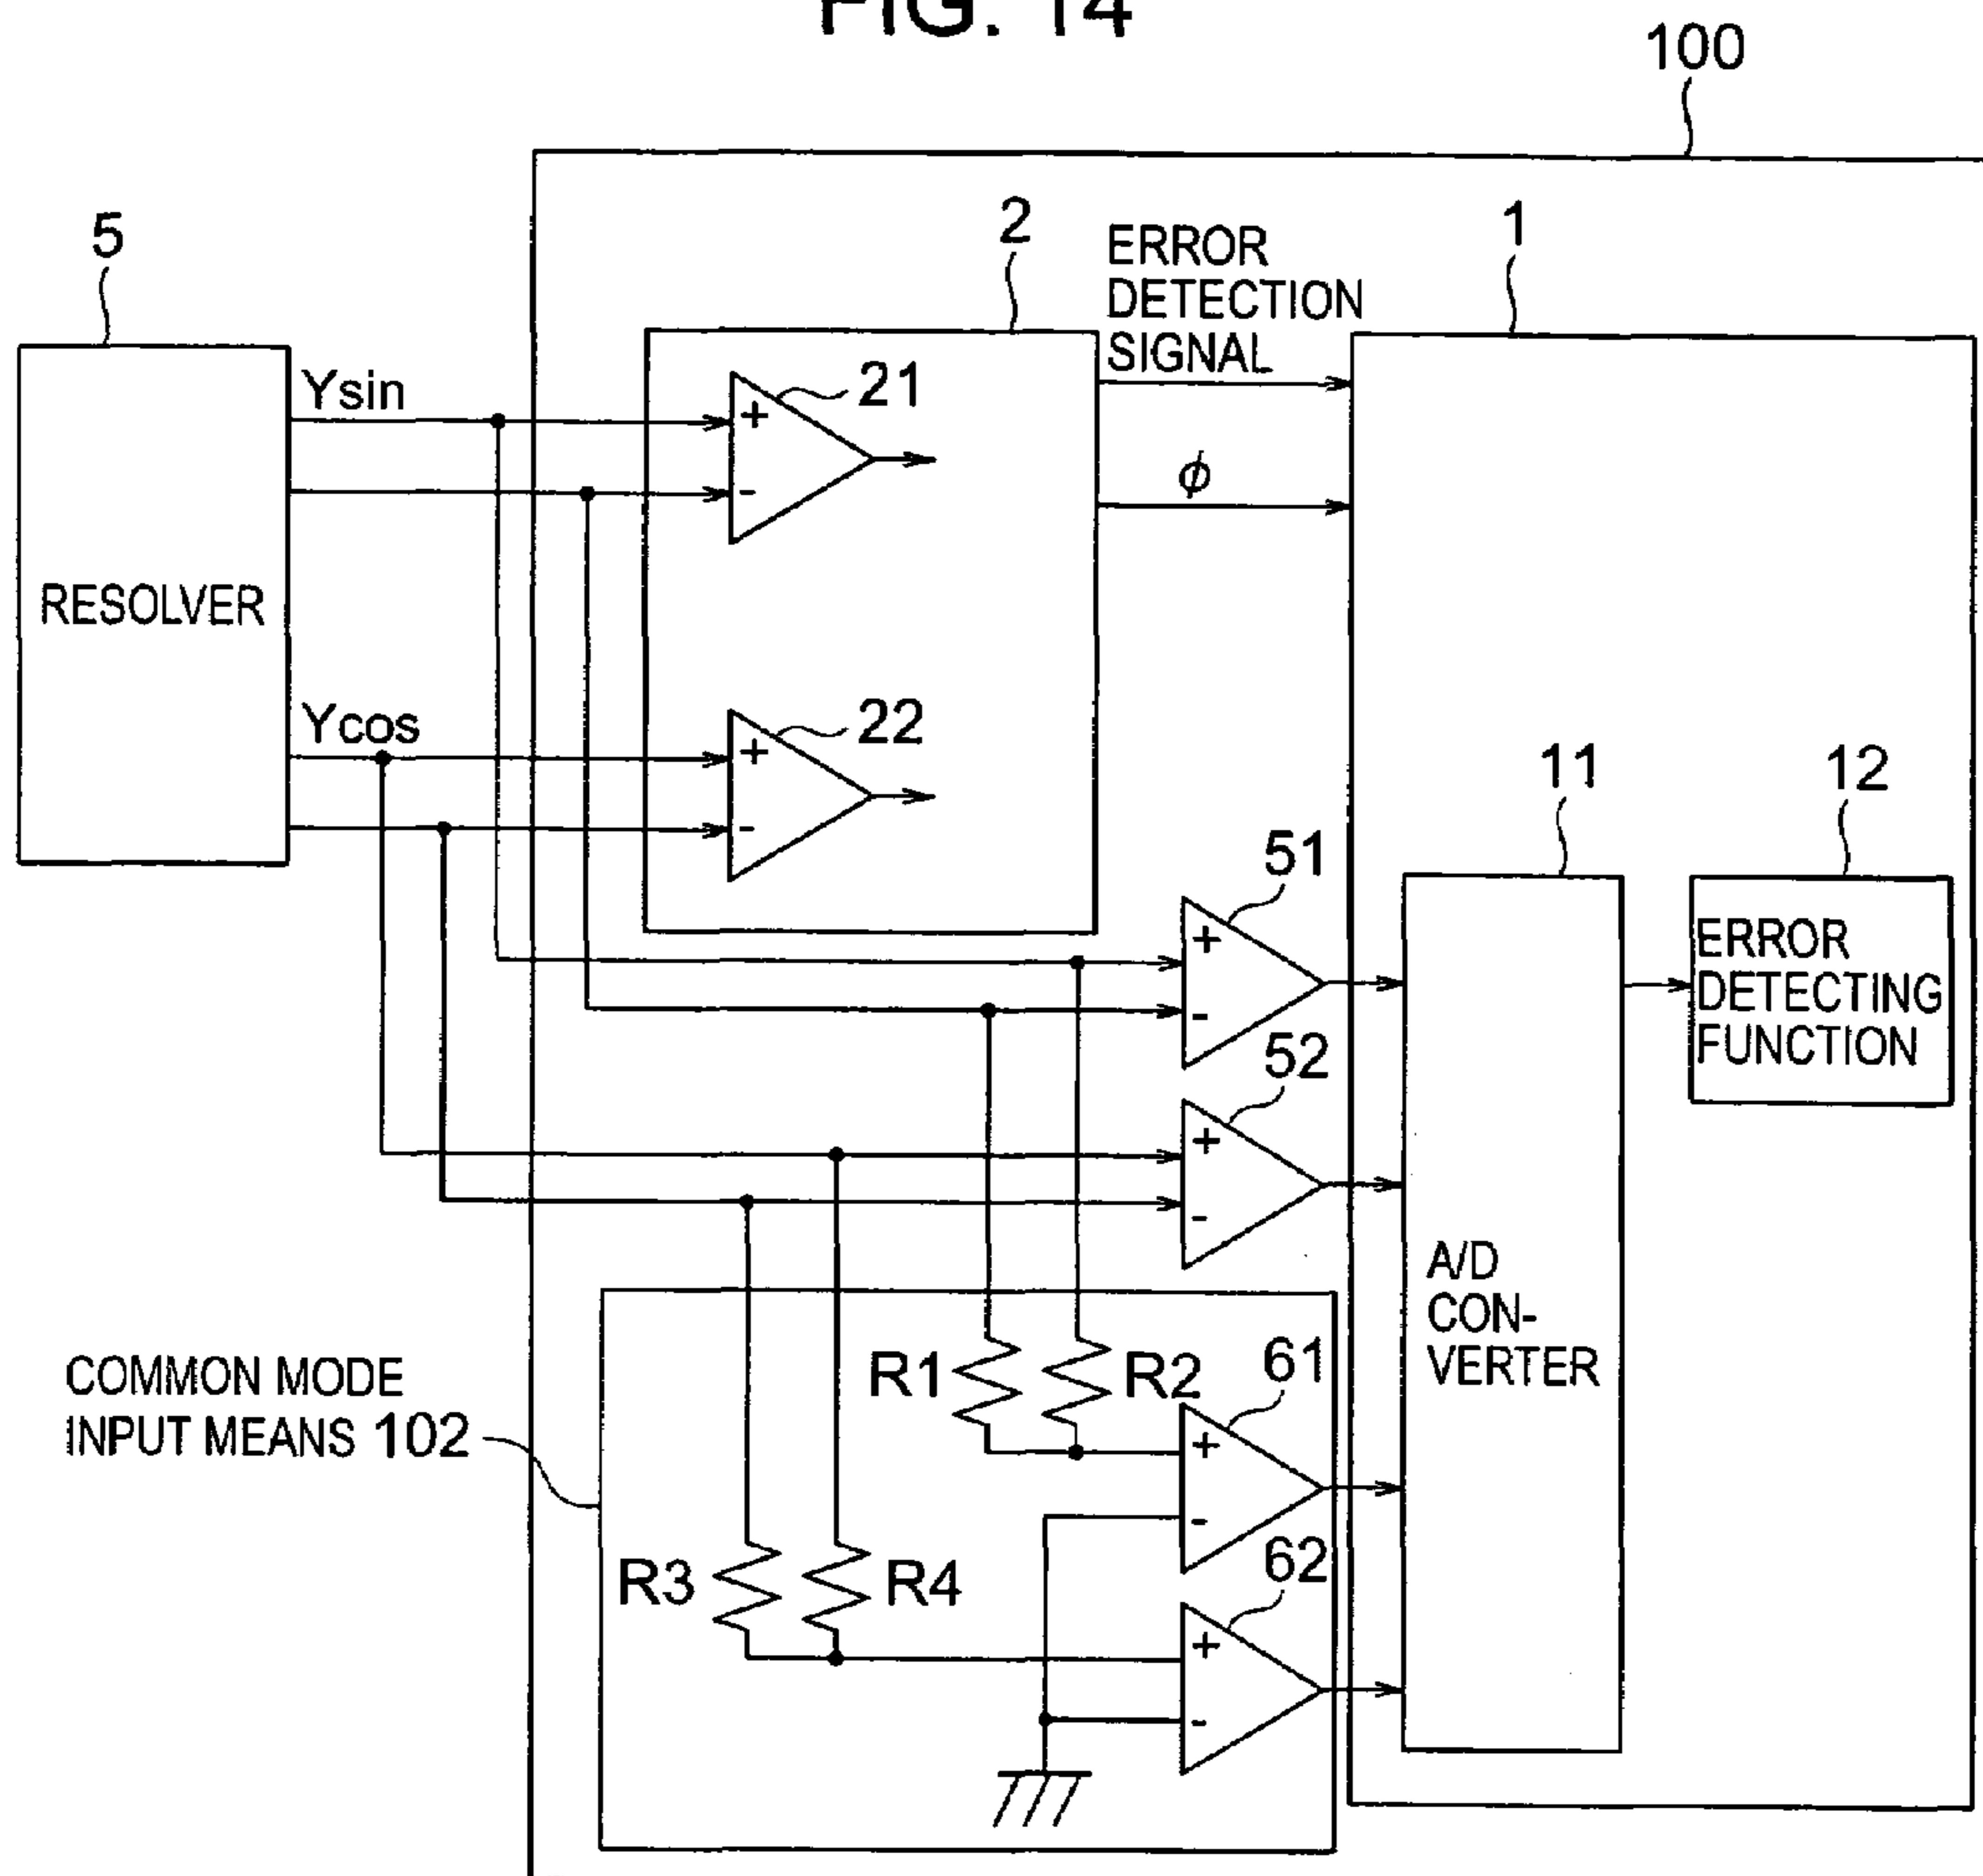 FIG. 14
100
5
2
ERROR
DETECTION
SIGNAL
1
Ysin
+
21
-
ϕ
RESOLVER
Ycos
+
22
-
11
12
51
+
-
ERROR
DETECTING
FUNCTION
52
+
-
A/D
CON-
VERTER
COMMON MODE
INPUT MEANS 102
R1
R2
61
+
-
R3
R4
62
+
-